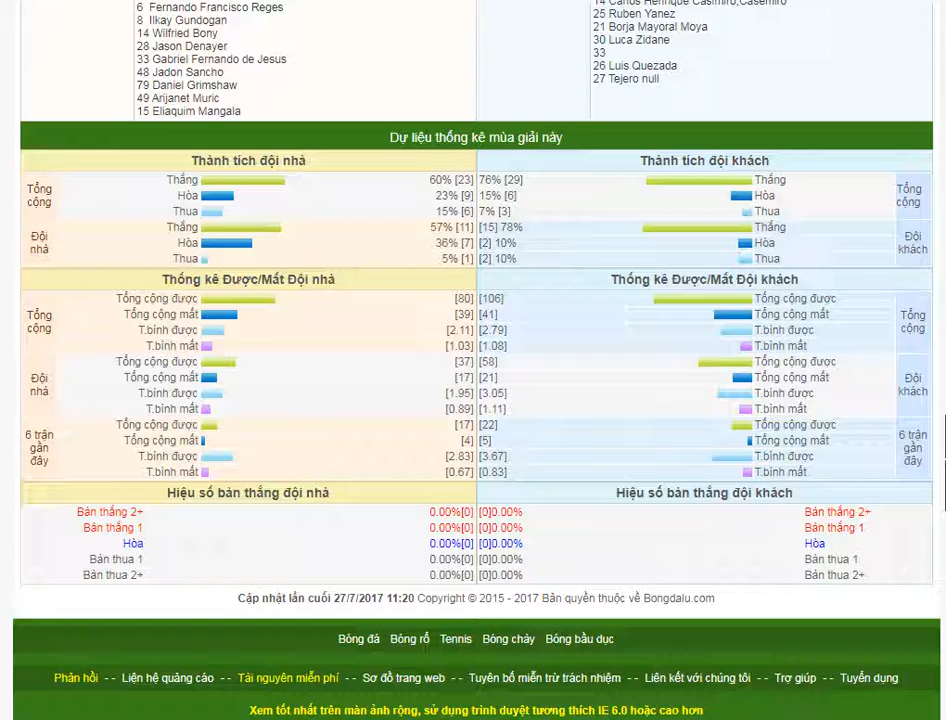 6 Fernando Francisco Reges
8 Ilkay Gundogan
14 Wilfried Bony
28 Jason Denayer
33 Gabriel Fernando de Jesus
48 Jadon Sancho
79 Daniel Grimshaw
49 Arijanet Muric
15 Eliaquim Mangala
14 Carlos Henrique Casimiro,Casemiro
25 Ruben Yanez
21 Borja Mayoral Moya
30 Luca Zidane
33
26 Luis Quezada
27 Tejero null
Dự liệu thống kê mùa giải này
Thành tích đội nhà Thành tích đội khách
Tổng cộng Thắng 60% [23] 76% [29] Thắng Tổng cộng
Hòa 23% [9] 15% [6] Hòa
Thua 15% [6] 7% [3] Thua
Đội nhà Thắng 57% [11] [15] 78% Thắng Đội khách
Hòa 36% [7] [2] 10% Hòa
Thua 5% [1] [2] 10% Thua
Thống kê Được/Mất Đội nhà Thống kê Được/Mất Đội khách
Tổng cộng Tổng cộng được [80] [106] Tổng cộng được Tổng cộng
Tổng cộng mất [39] [41] Tổng cộng mất
T.bình được [2.11] [2.79] T.bình được
T.bình mất [1.03] [1.08] T.bình mất
Đội nhà Tổng cộng được [37] [58] Tổng cộng được Đội khách
Tổng cộng mất [17] [21] Tổng cộng mất
T.bình được [1.95] [3.05] T.bình được
T.bình mất [0.89] [1.11] T.bình mất
6 trận gần đây Tổng cộng được [17] [22] Tổng cộng được 6 trận gần đây
Tổng cộng mất [4] [5] Tổng cộng mất
T.bình được [2.83] [3.67] T.bình được
T.bình mất [0.67] [0.83] T.bình mất
Hiệu số bàn thắng đội nhà Hiệu số bàn thắng đội khách
Bàn thắng 2+ 0.00%[0] [0]0.00% Bàn thắng 2+
Bàn thắng 1 0.00%[0] [0]0.00% Bàn thắng 1
Hòa 0.00%[0] [0]0.00% Hòa
Bàn thua 1 0.00%[0] [0]0.00% Bàn thua 1
Bàn thua 2+ 0.00%[0] [0]0.00% Bàn thua 2+
Cập nhật lần cuối 27/7/2017 11:20 Copyright © 2015 - 2017 Bản quyền thuộc về Bongdalu.com
Bóng đá Bóng rổ Tennis Bóng chày Bóng bầu dục
Phản hồi - - Liên hệ quảng cáo - - Tài nguyên miễn phí - - Sơ đồ trang web - - Tuyên bố miễn trừ trách nhiệm - - Liên kết với chúng tôi - - Trợ giúp - - Tuyển dụng
Xem tốt nhất trên màn ảnh rộng, sử dụng trình duyệt tương thích IE 6.0 hoặc cao hơn